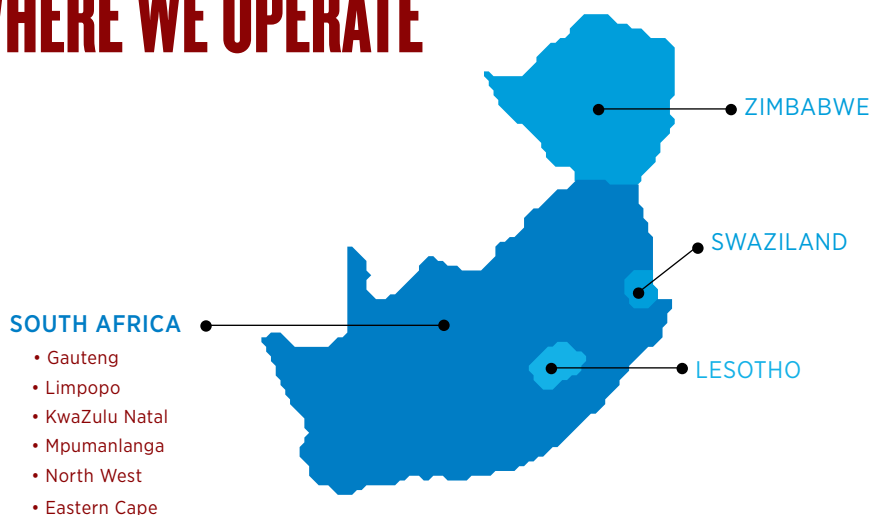 WHERE WE OPERATE
ZIMBABWE
SWAZILAND
SOUTH AFRICA
• Gauteng
• Limpopo
• KwaZulu Natal
• Mpumanlanga
• North West
• Eastern Cape
LESOTHO